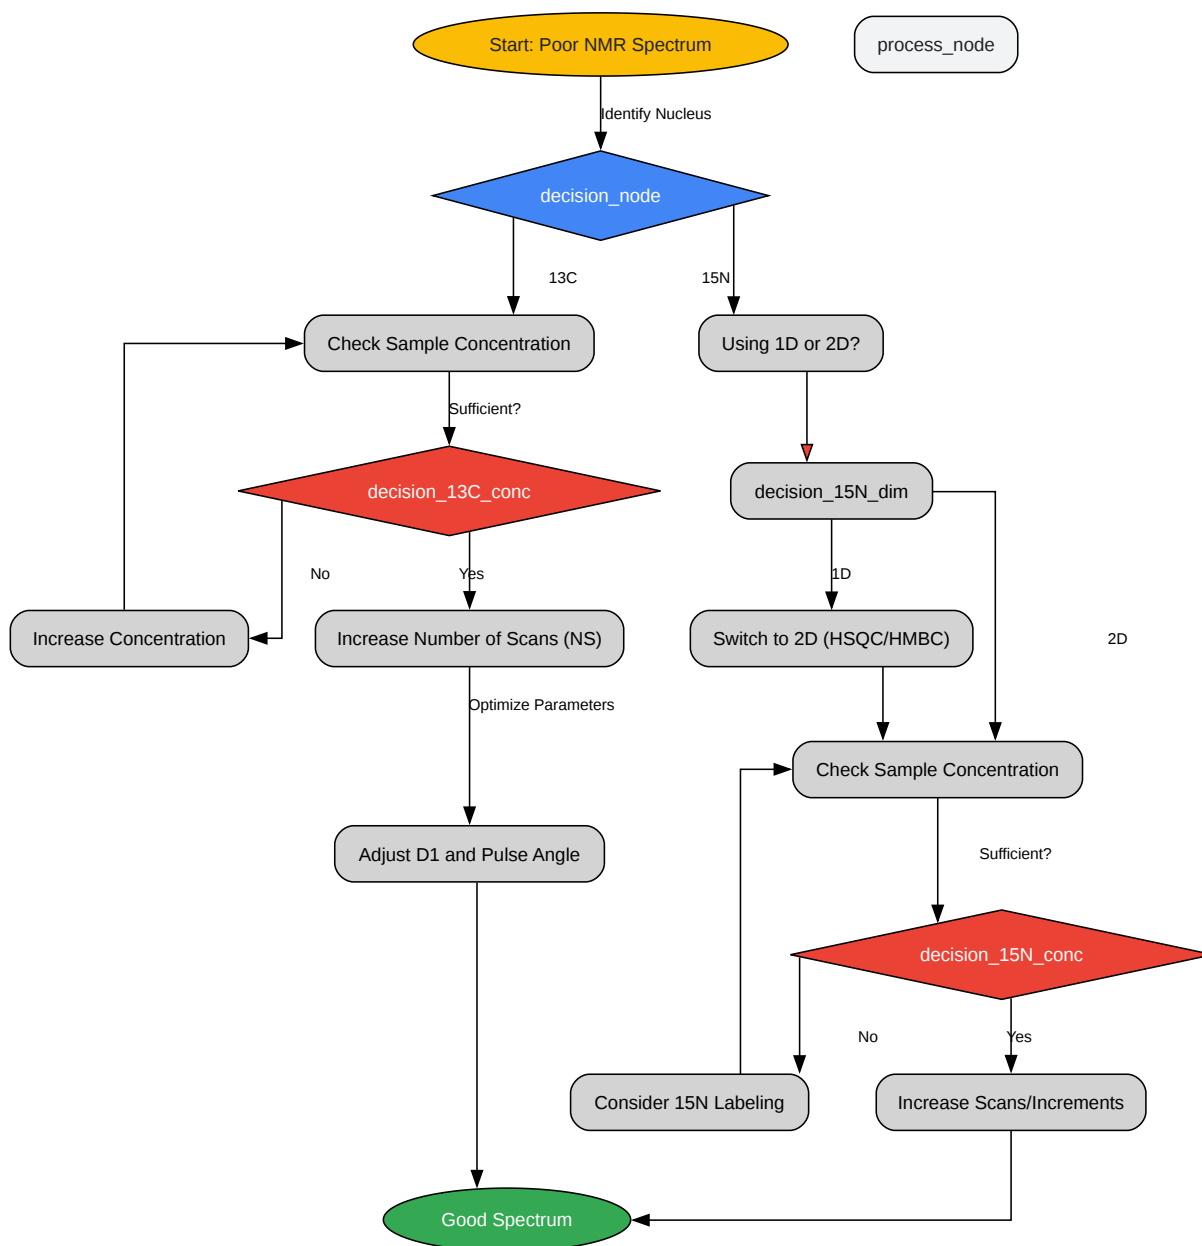 Start: Poor NMR Spectrum
process_node
Identify Nucleus
decision_node
13C
15N
Check Sample Concentration
Using 1D or 2D?
Sufficient?
decision_13C_conc
decision_15N_dim
No
Yes
1D
Increase Concentration
Increase Number of Scans (NS)
Switch to 2D (HSQC/HMBC)
2D
Optimize Parameters
Check Sample Concentration
Adjust D1 and Pulse Angle
Sufficient?
decision_15N_conc
No
Yes
Consider 15N Labeling
Increase Scans/Increments
Good Spectrum